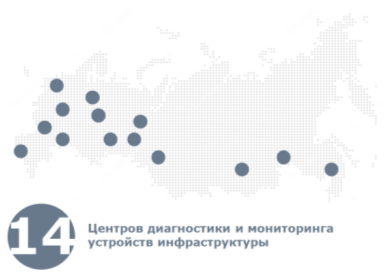 14
Центров диагностики и мониторинга
устройств инфраструктуры